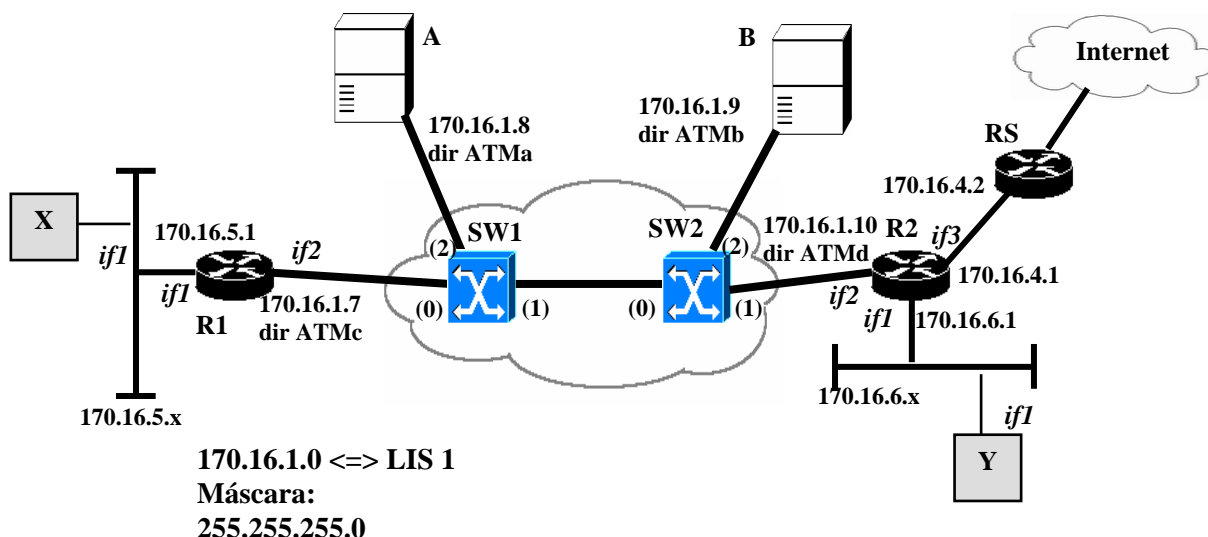 A
B
Internet
170.16.1.8
dir ATMa
170.16.1.9
dir ATMb
RS
170.16.4.2
X
170.16.5.1
if1
if1
if2
R1
170.16.1.7
dir ATMc
SW1
(2)
(0)
(1)
SW2
(2)
(0)
(1)
170.16.1.10
dir ATMd
R2
if3
if2
if1
170.16.4.1
170.16.6.1
170.16.5.x
170.16.6.x
if1
Y
170.16.1.0 <=> LIS 1
Máscara:
255.255.255.0